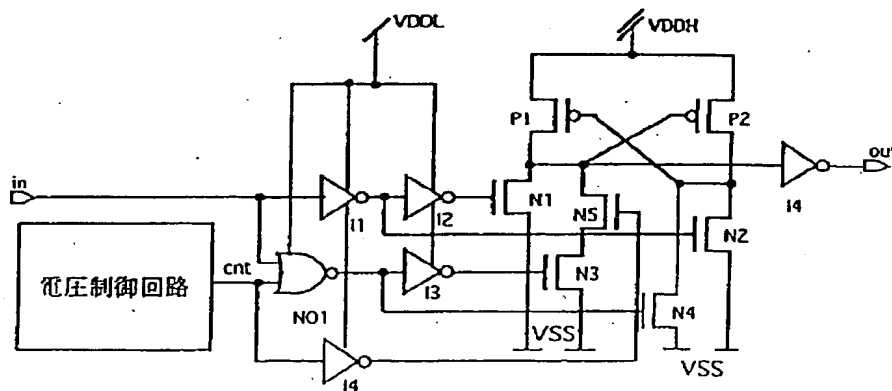 VDDL
VDDH
P1
P2
in
out
I1
I2
N1
N5
I4
N2
電圧制御回路
cnt
NO1
I3
N3
N4
VSS
VSS
I4